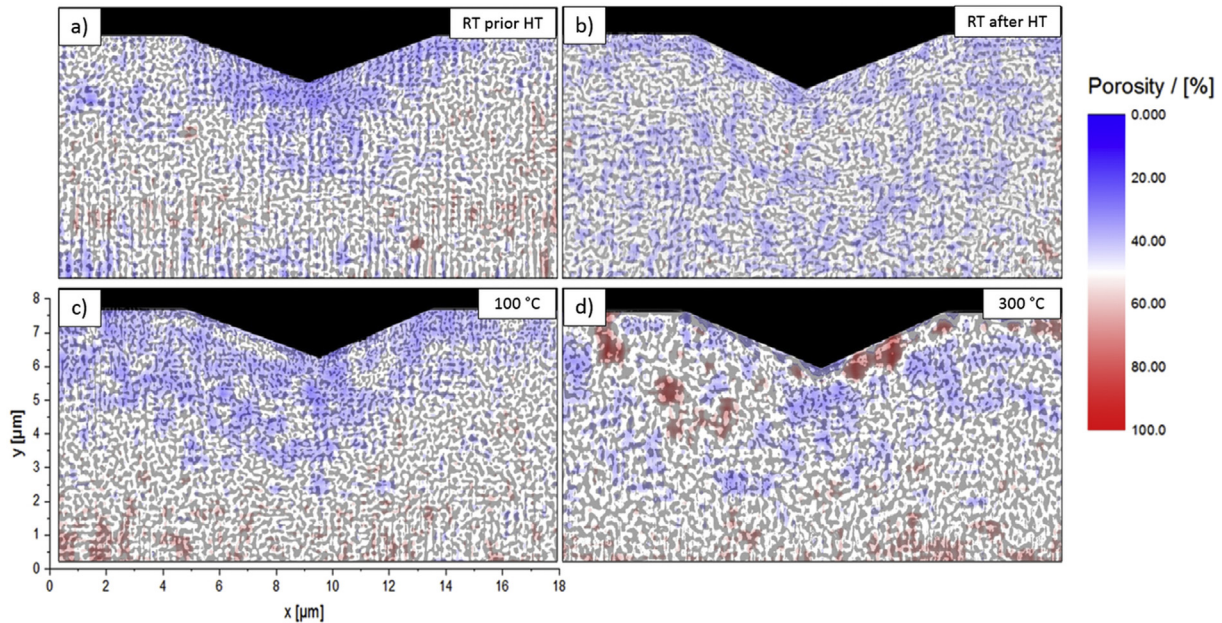 a)
RT prior HT
b)
RT after HT
Porosity / [%]
0.000
20.00
40.00
60.00
80.00
100.0
c)
100 °C
d)
300 °C
8
7
6
5
4
3
2
1
0
y [µm]
0
2
4
6
8
10
12
14
16
18
x [µm]